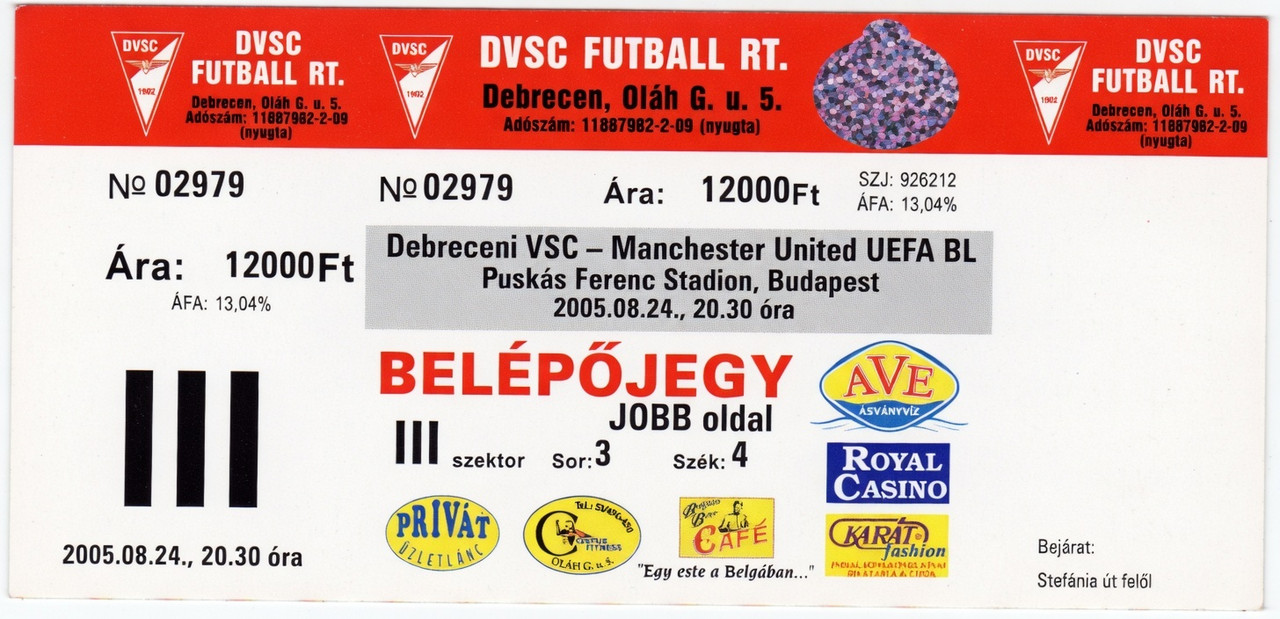 DVSC
1902
DVSC
FUTBALL RT.
Debrecen, Oláh G. u. 5.
Adószám: 11887982-2-09
(nyugta)
№ 02979
Ára: 12000Ft
ÁFA: 13,04%
III
2005.08.24., 20.30 óra
DVSC
1902
DVSC FUTBALL RT.
Debrecen, Oláh G. u. 5.
Adószám: 11887982-2-09 (nyugta)
№ 02979 Ára: 12000Ft
SZJ: 926212
ÁFA: 13,04%
Debreceni VSC – Manchester United UEFA BL
Puskás Ferenc Stadion, Budapest
2005.08.24., 20.30 óra
BELÉPŐJEGY
JOBB oldal
III szektor Sor: 3 Szék: 4
AVE
ÁSVÁNYVÍZ
ROYAL
CASINO
PRIVÁT
ÜZLETLÁNC
FITNESS
OLÁH G. u. 5.
CAFÉ
"Egy este a Belgában..."
KARÁT
fashion
DVSC
1902
DVSC
FUTBALL RT.
Debrecen, Oláh G. u. 5.
Adószám: 11887982-2-09
(nyugta)
Bejárat:
Stefánia út felől